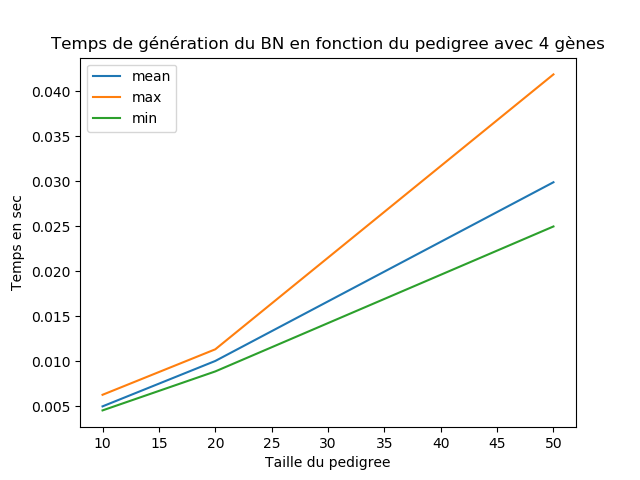 Temps de génération du BN en fonction du pedigree avec 4 gènes
mean
max
min
0.040
0.035
0.030
0.025
0.020
0.015
0.010
0.005
Temps en sec
10 15 20 25 30 35 40 45 50
Taille du pedigree